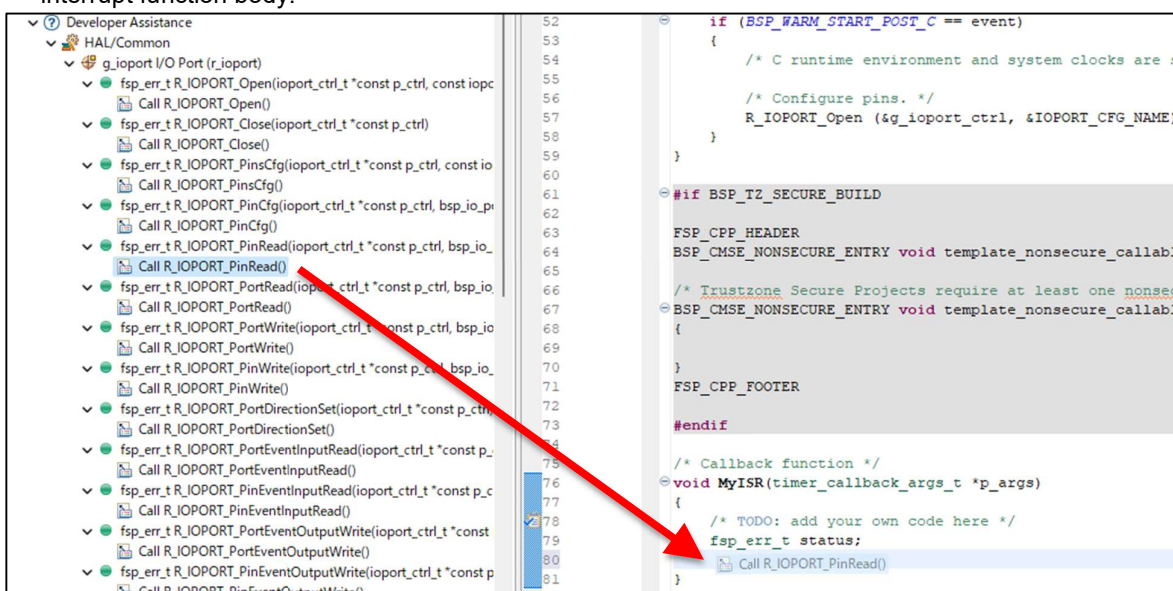 interrupt function body.
Developer Assistance
HAL/Common
g_ioport I/O Port (r_ioport)
fsp_err_t R_IOPORT_Open(ioport_ctrl_t *const p_ctrl, const iopc
Call R_IOPORT_Open()
fsp_err_t R_IOPORT_Close(ioport_ctrl_t *const p_ctrl)
Call R_IOPORT_Close()
fsp_err_t R_IOPORT_PinsCfg(ioport_ctrl_t *const p_ctrl, const io
Call R_IOPORT_PinsCfg()
fsp_err_t R_IOPORT_PinCfg(ioport_ctrl_t *const p_ctrl, bsp_io_p
Call R_IOPORT_PinCfg()
fsp_err_t R_IOPORT_PinRead(ioport_ctrl_t *const p_ctrl, bsp_io_
Call R_IOPORT_PinRead()
fsp_err_t R_IOPORT_PortRead(ioport_ctrl_t *const p_ctrl, bsp_io_
Call R_IOPORT_PortRead()
fsp_err_t R_IOPORT_PortWrite(ioport_ctrl_t *const p_ctrl, bsp_io
Call R_IOPORT_PortWrite()
fsp_err_t R_IOPORT_PinWrite(ioport_ctrl_t *const p_ctrl, bsp_io_
Call R_IOPORT_PinWrite()
fsp_err_t R_IOPORT_PortDirectionSet(ioport_ctrl_t *const p_ctrl,
Call R_IOPORT_PortDirectionSet()
fsp_err_t R_IOPORT_PortEventInputRead(ioport_ctrl_t *const p_
Call R_IOPORT_PortEventInputRead()
fsp_err_t R_IOPORT_PinEventInputRead(ioport_ctrl_t *const p_c
Call R_IOPORT_PinEventInputRead()
fsp_err_t R_IOPORT_PortEventOutputWrite(ioport_ctrl_t *const
Call R_IOPORT_PortEventOutputWrite()
fsp_err_t R_IOPORT_PinEventOutputWrite(ioport_ctrl_t *const p
Call R_IOPORT_PinEventOutputWrite()
52 if (BSP_WARM_START_POST_C == event)
53 {
54 /* C runtime environment and system clocks are s
55
56 /* Configure pins. */
57 R_IOPORT_Open (&g_ioport_ctrl, &IOPORT_CFG_NAME)
58 }
59 }
60
61 #if BSP_TZ_SECURE_BUILD
62
63 FSP_CPP_HEADER
64 BSP_CMSE_NONSECURE_ENTRY void template_nonsecure_callabl
65
66 /* Trustzone Secure Projects require at least one nonsec
67 BSP_CMSE_NONSECURE_ENTRY void template_nonsecure_callabl
68 {
69
70 }
71 FSP_CPP_FOOTER
72
73 #endif
74
75 /* Callback function */
76 void MyISR(timer_callback_args_t *p_args)
77 {
78 /* TODO: add your own code here */
79 fsp_err_t status;
80 Call R_IOPORT_PinRead()
81 }